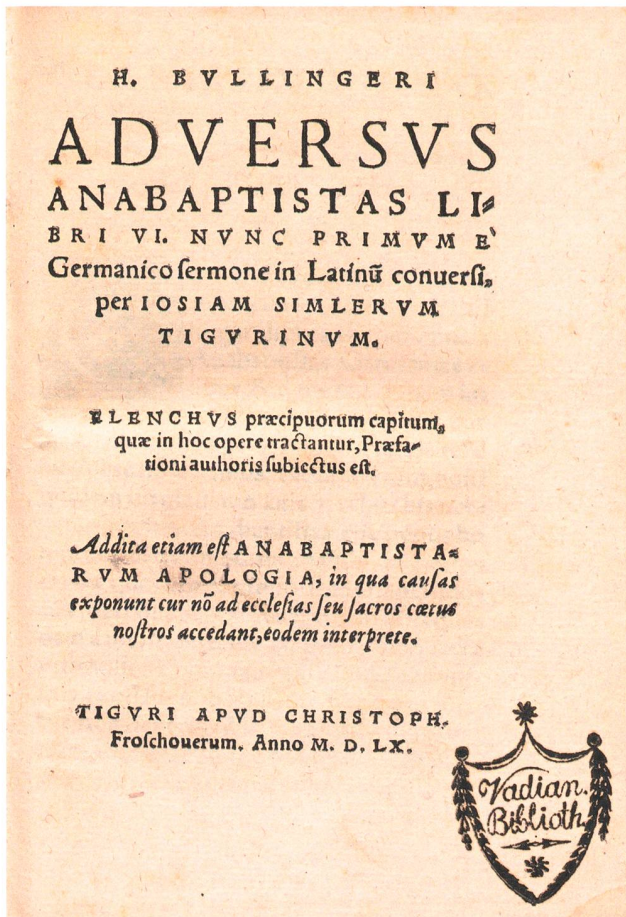 H. BVLLINGERI
ADVERSVS
ANABAPTISTAS LI⸗
BRI VI. NVNC PRIMVM E`
Germanico sermone in Latinū conuersi,
per IOSIAM SIMLERVM
TIGVRINVM.
ELENCHVS præcipuorum capitum,
quæ in hoc opere tractantur, Præfa⸗
tioni authoris subiectus est.
Addita etiam est ANABAPTISTA⸗
RVM APOLOGIA, in qua causas
exponunt cur nō ad ecclesias seu sacros cœtus
nostros accedant, eodem interprete.
TIGVRI APVD CHRISTOPH.
Froschouerum. Anno M. D. LX.
Vadian.
Biblioth.